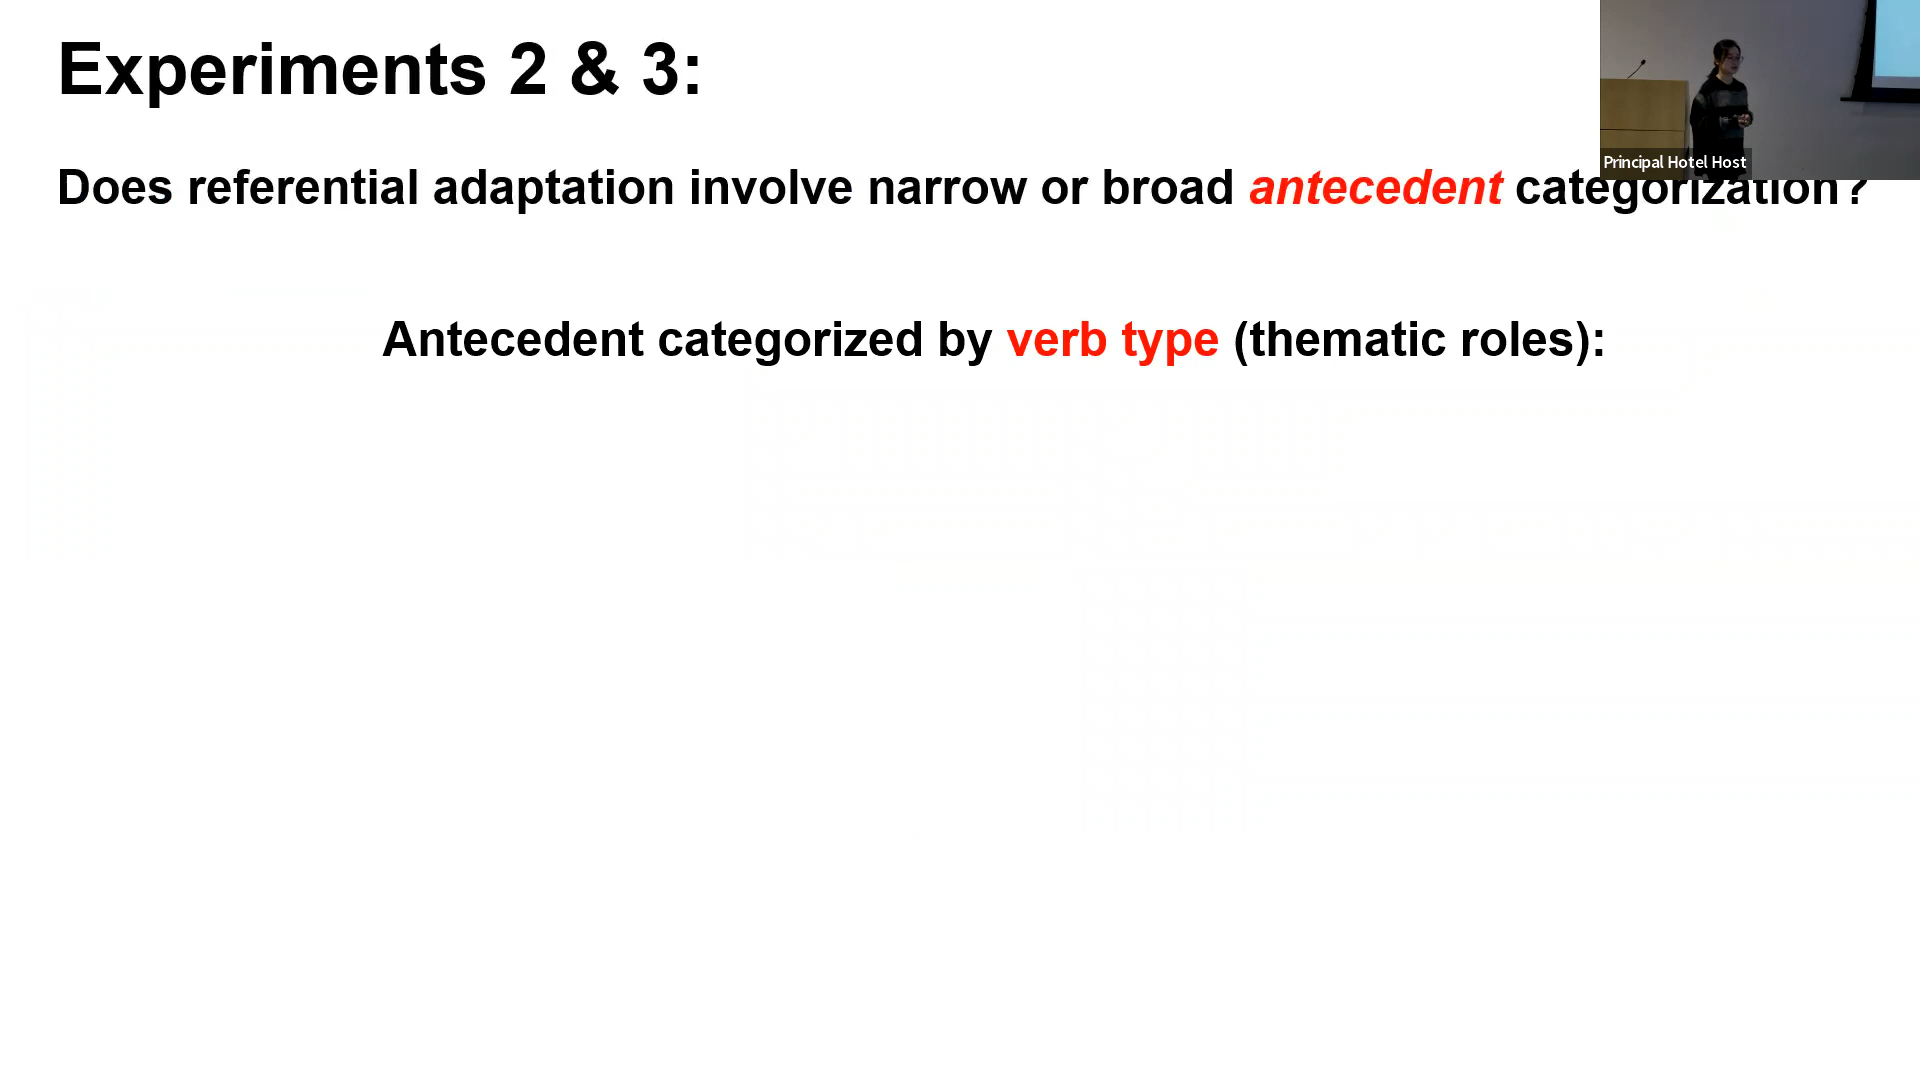 Experiments 2 & 3:
Principal Hotel Host
Does referential adaptation involve narrow or broad antecedent categorization?
Antecedent categorized by verb type (thematic roles):